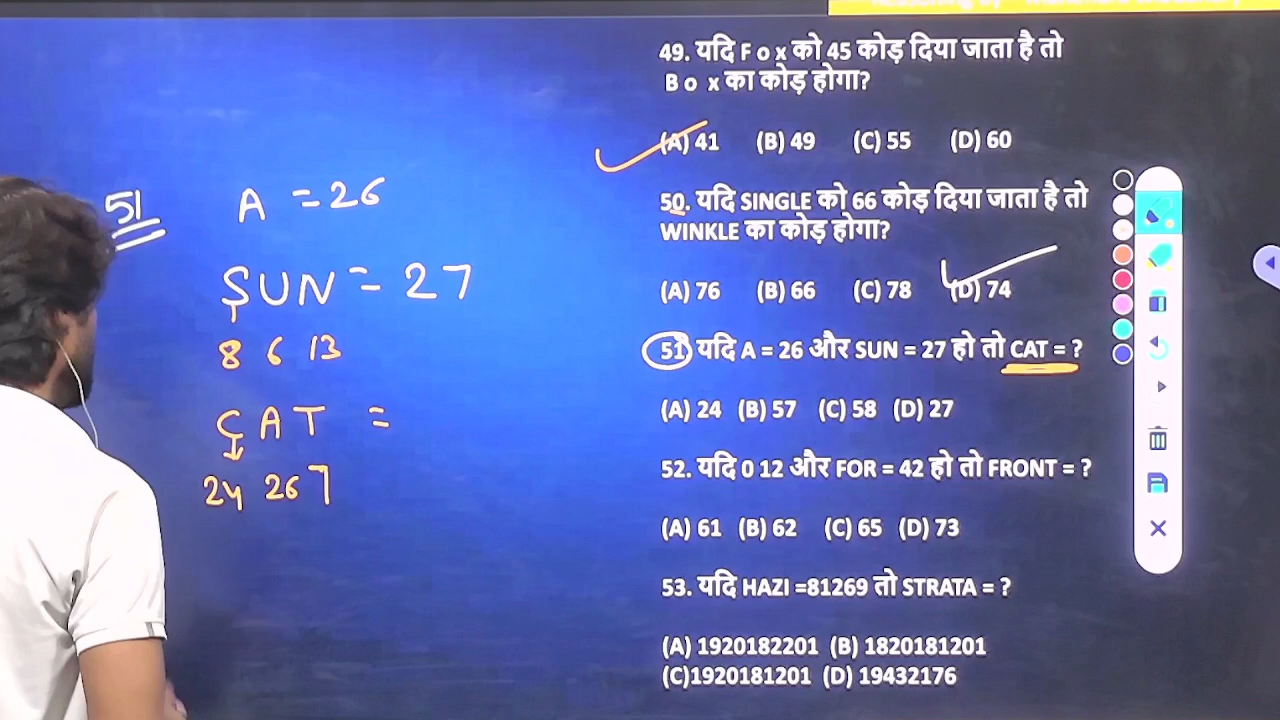 49. यदि F o x को 45 कोड़ दिया जाता है तो
B o x का कोड़ होगा?
(A) 41 (B) 49 (C) 55 (D) 60
50. यदि SINGLE को 66 कोड़ दिया जाता है तो
WINKLE का कोड़ होगा?
(A) 76 (B) 66 (C) 78 (D) 74
51 यदि A = 26 और SUN = 27 हो तो CAT = ?
(A) 24 (B) 57 (C) 58 (D) 27
52. यदि 0 12 और FOR = 42 हो तो FRONT = ?
(A) 61 (B) 62 (C) 65 (D) 73
53. यदि HAZI =81269 तो STRATA = ?
(A) 1920182201 (B) 1820181201
(C)1920181201 (D) 19432176
51
A = 26
SUN = 27
8 6 13
CAT =
24 26 7